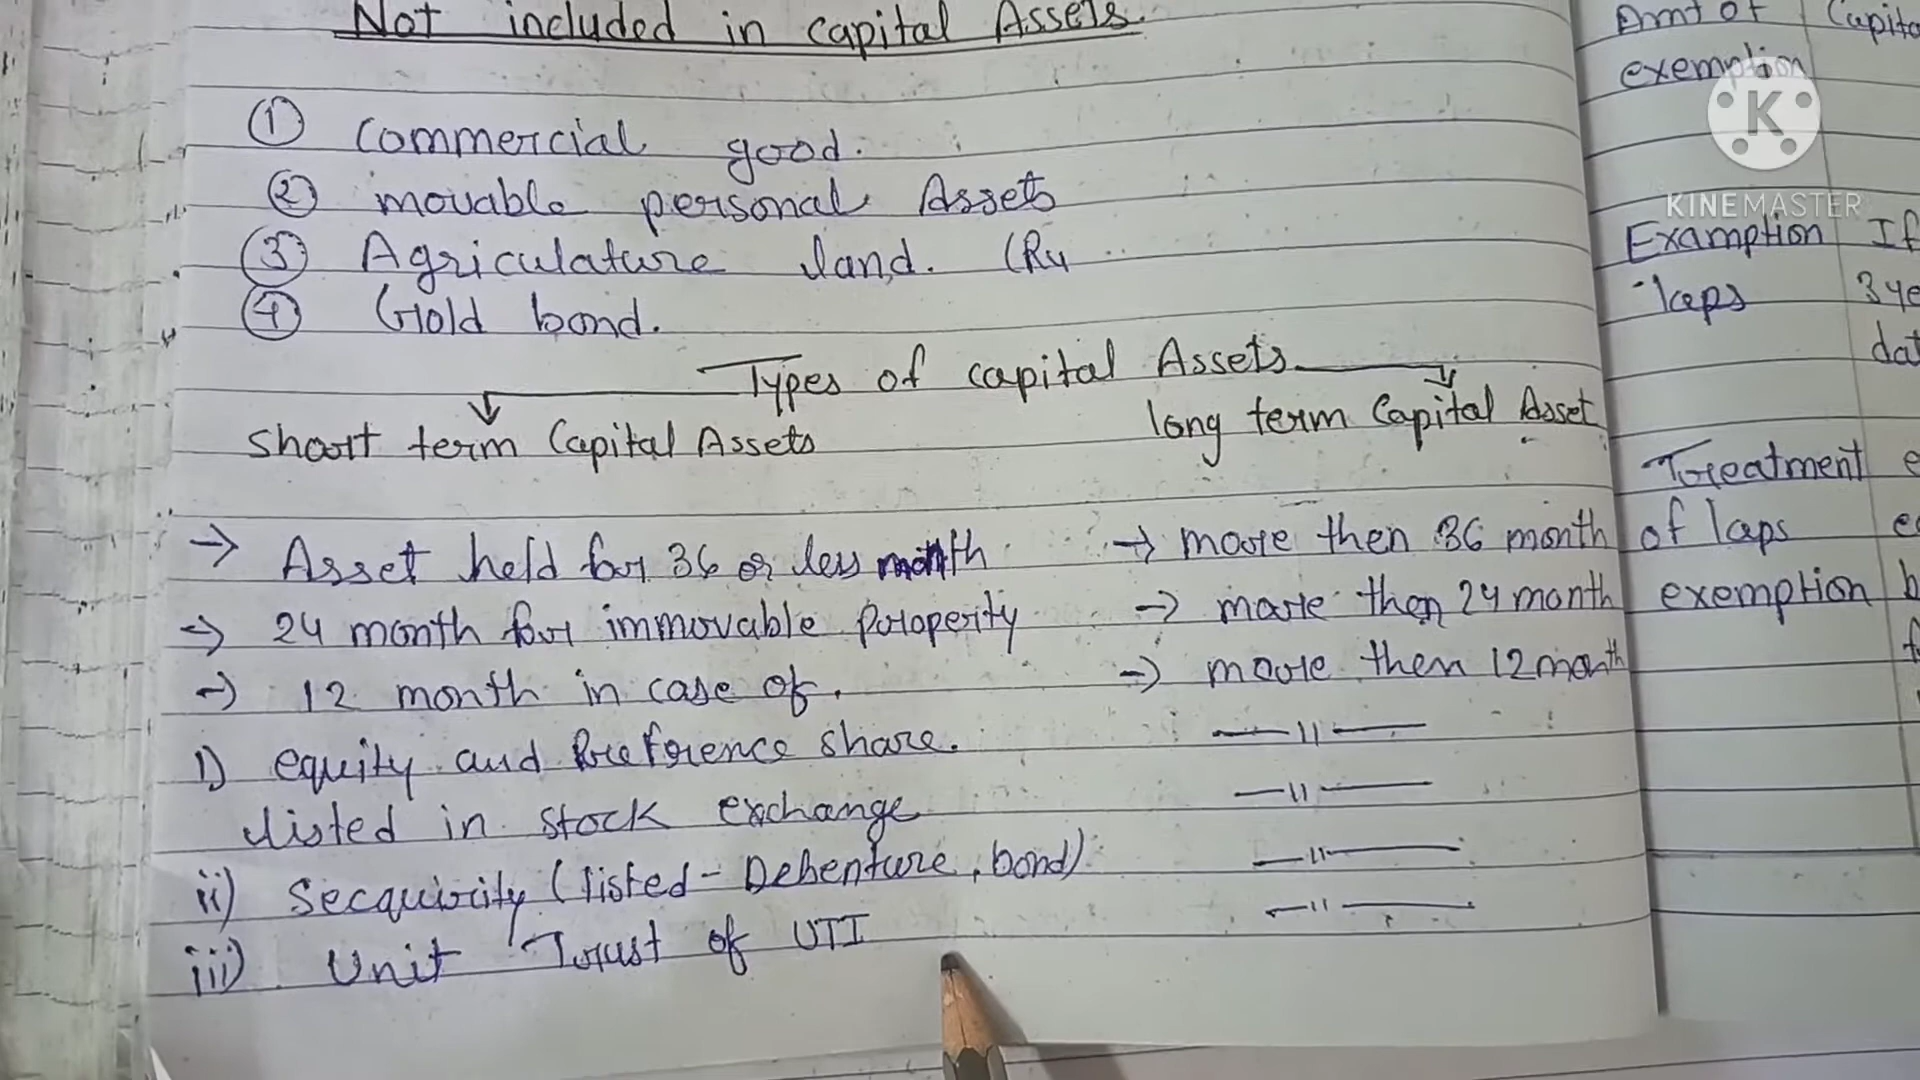 Not included in capital Assets.
① Commercial good.
② movable personal Assets
③ Agriculature land. (Ru
④ Gold bond.
Types of capital Assets
Short term Capital Assets
long term Capital Asset
→ Asset held for 36 or less month
→ more then 36 month
→ 24 month for immovable property
→ more then 24 month
→ 12 month in case of.
→ more then 12 month
i) equity and Preference share.
—〃—
listed in stock exchange
—〃—
ii) Secquirity (listed - Debenture, bond)
—〃—
iii) Unit Trust of UTI
—〃—
Amt of Capita
exemption
Examption If
laps 3 ye
dat
Treatment e
of laps
exemption b
KINEMASTER